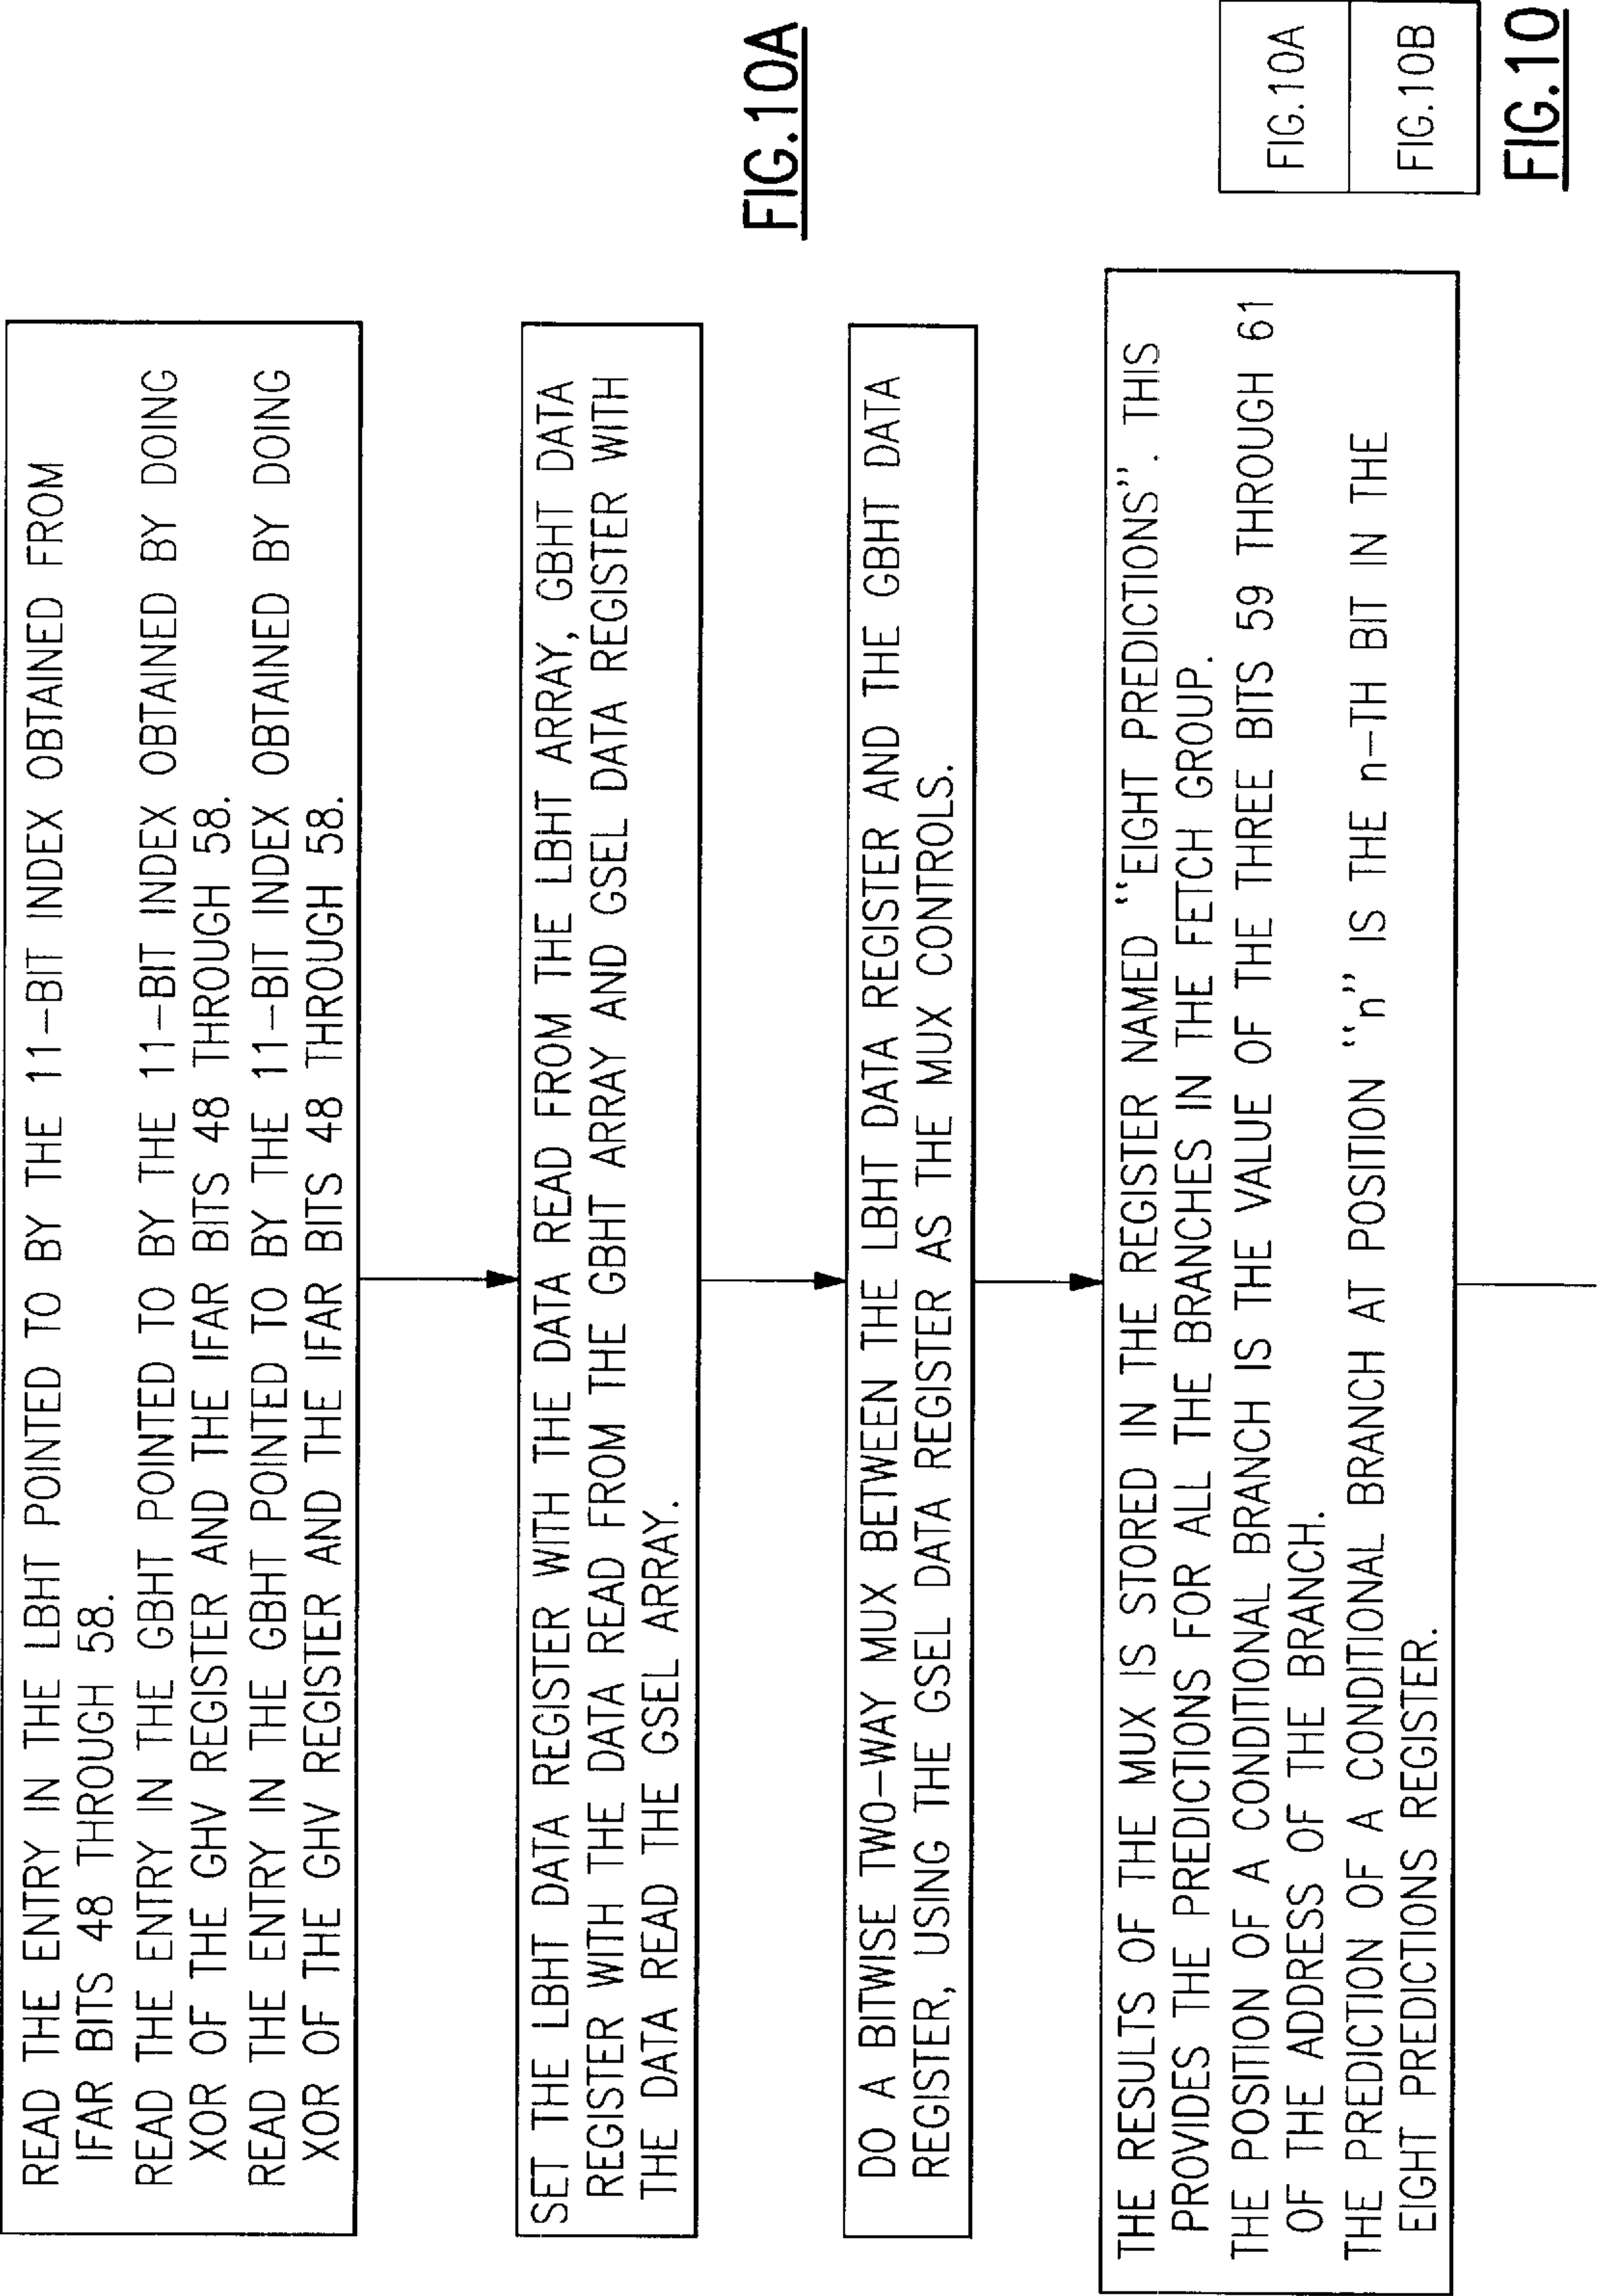 READ THE ENTRY IN THE LBHT POINTED TO BY THE 11-BIT INDEX OBTAINED FROM
IFAR BITS 48 THROUGH 58.
READ THE ENTRY IN THE GBHT POINTED TO BY THE 11-BIT INDEX OBTAINED BY DOING
XOR OF THE GHV REGISTER AND THE IFAR BITS 48 THROUGH 58.
READ THE ENTRY IN THE GBHT POINTED TO BY THE 11-BIT INDEX OBTAINED BY DOING
XOR OF THE GHV REGISTER AND THE IFAR BITS 48 THROUGH 58.
SET THE LBHT DATA REGISTER WITH THE DATA READ FROM THE LBHT ARRAY, GBHT DATA
REGISTER WITH THE DATA READ FROM THE GBHT ARRAY AND GSEL DATA REGISTER WITH
THE DATA READ THE GSEL ARRAY.
DO A BITWISE TWO-WAY MUX BETWEEN THE LBHT DATA REGISTER AND THE GBHT DATA
REGISTER, USING THE GSEL DATA REGISTER AS THE MUX CONTROLS.
THE RESULTS OF THE MUX IS STORED IN THE REGISTER NAMED "EIGHT PREDICTIONS". THIS
PROVIDES THE PREDICTIONS FOR ALL THE BRANCHES IN THE FETCH GROUP.
THE POSITION OF A CONDITIONAL BRANCH IS THE VALUE OF THE THREE BITS 59 THROUGH 61
OF THE ADDRESS OF THE BRANCH.
THE PREDICTION OF A CONDITIONAL BRANCH AT POSITION "n" IS THE n-TH BIT IN THE
EIGHT PREDICTIONS REGISTER.
FIG.10A
FIG.10A
FIG.10B
FIG.10